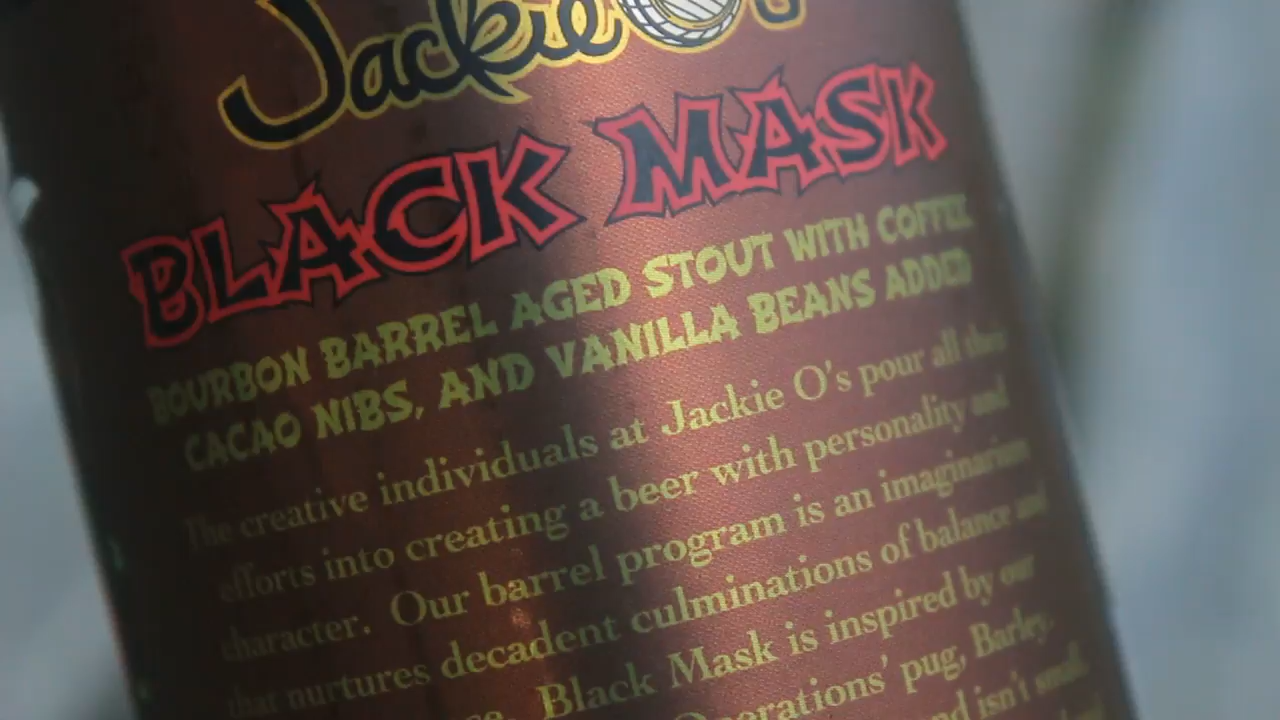 Jackie O's
BLACK MASK
BOURBON BARREL AGED STOUT WITH COFFEE
CACAO NIBS, AND VANILLA BEANS ADDED
The creative individuals at Jackie O's pour all their
efforts into creating a beer with personality and
character. Our barrel program is an imaginarium
that nurtures decadent culminations of balance and
Black Mask is inspired by our
Operations' pug, Barley,
and isn't small,